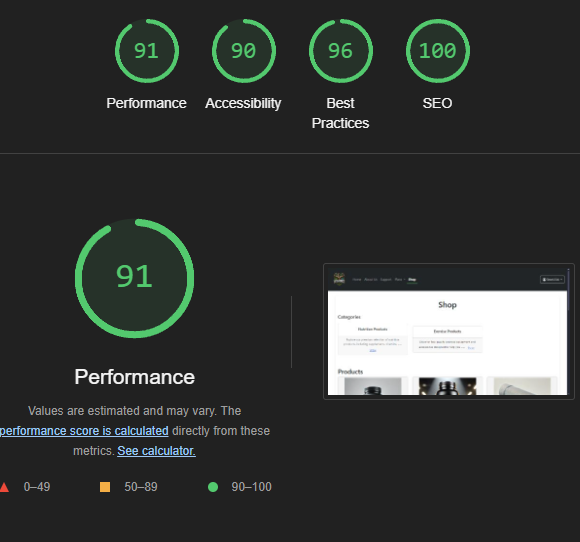 91
90
96
100
Performance
Accessibility
Best
Practices
SEO
91
Performance
Values are estimated and may vary. The
performance score is calculated directly from these
metrics. See calculator.
0–49
50–89
90–100
Shop
Categories
Products